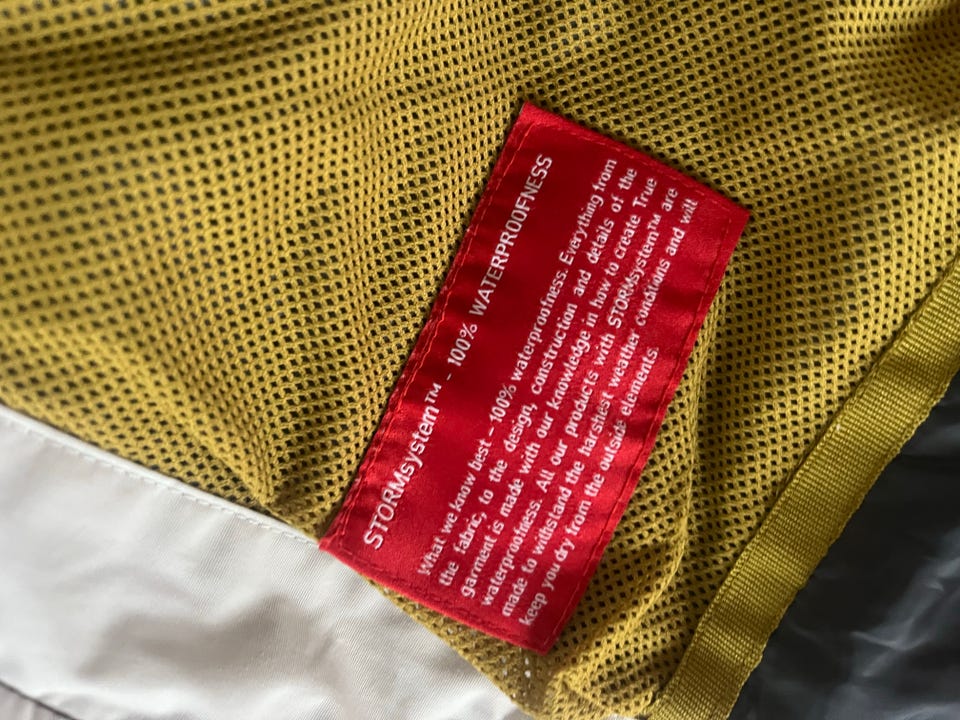 STORMsystem™ - 100% WATERPROOFNESS
What we know best - 100% waterproofness. Everything from
the fabric, to the design, construction and details of the
garment is made with our knowledge in how to create True
waterproofness. All our products with STORMsystem™ are
made to withstand the harshest weather conditions and will
keep you dry from the outside elements.